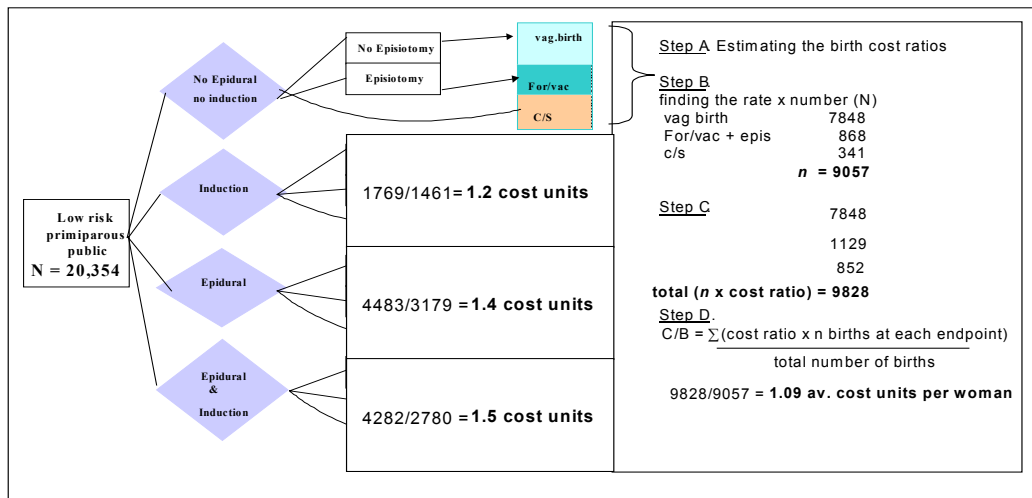 Low risk
primiparous
public
N = 20,354
No Epidural
no induction
Induction
Epidural
Epidural
&
Induction
No Episiotomy
Episiotomy
vag.birth
For/vac
C/S
1769/1461= 1.2 cost units
4483/3179 = 1.4 cost units
4282/2780 = 1.5 cost units
Step A. Estimating the birth cost ratios
Step B.
finding the rate x number (N)
vag birth 7848
For/vac + epis 868
c/s 341
n = 9057
Step C. 7848
1129
852
total (n x cost ratio) = 9828
Step D.
C/B = ∑(cost ratio x n births at each endpoint)
total number of births
9828/9057 = 1.09 av. cost units per woman